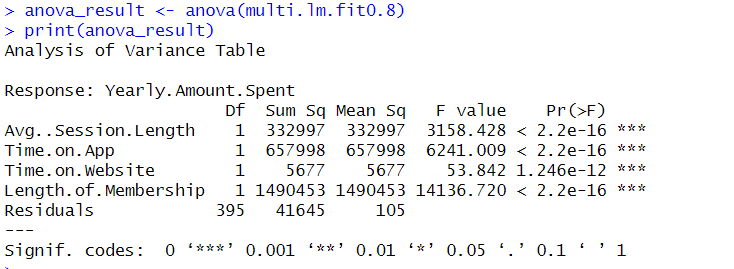 > anova_result <- anova(multi.lm.fit0.8)
> print(anova_result)
Analysis of Variance Table

Response: Yearly.Amount.Spent
                      Df  Sum Sq Mean Sq   F value    Pr(>F)    
Avg..Session.Length    1  332997  332997  3158.428 < 2.2e-16 ***
Time.on.App            1  657998  657998  6241.009 < 2.2e-16 ***
Time.on.Website        1    5677    5677    53.842 1.246e-12 ***
Length.of.Membership   1 1490453 1490453 14136.720 < 2.2e-16 ***
Residuals            395   41645     105                        
---
Signif. codes:  0 ‘***’ 0.001 ‘**’ 0.01 ‘*’ 0.05 ‘.’ 0.1 ‘ ’ 1